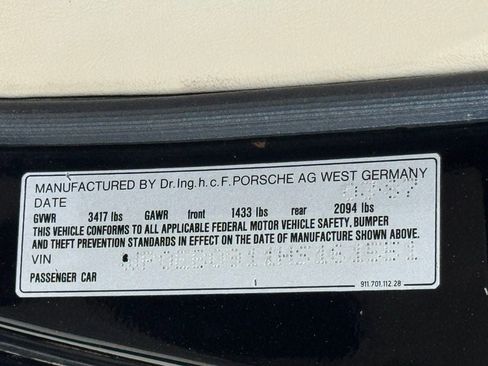 MANUFACTURED BY Dr.Ing.h.c.F.PORSCHE AG WEST GERMANY
DATE
GVWR 3417 lbs GAWR front 1433 lbs rear 2094 lbs
THIS VEHICLE CONFORMS TO ALL APPLICABLE FEDERAL MOTOR VEHICLE SAFETY, BUMPER
AND THEFT PREVENTION STANDARDS IN EFFECT ON THE DATE OF MANUFACTURE SHOWN ABOVE.
VIN
PASSENGER CAR 1 911.701.112.28